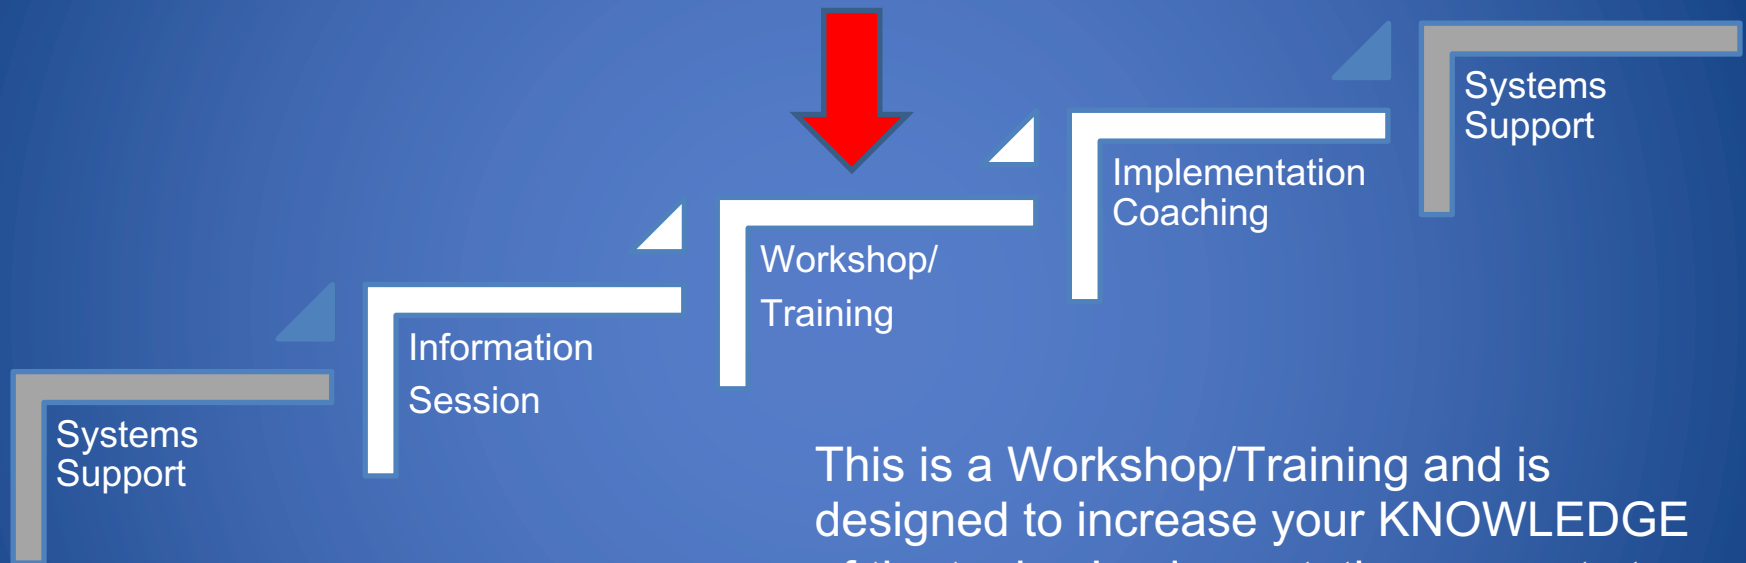 Systems
Support
Implementation
Coaching
Workshop/
Training
Information
Session
Systems
Support
This is a Workshop/Training and is
designed to increase your KNOWLEDGE